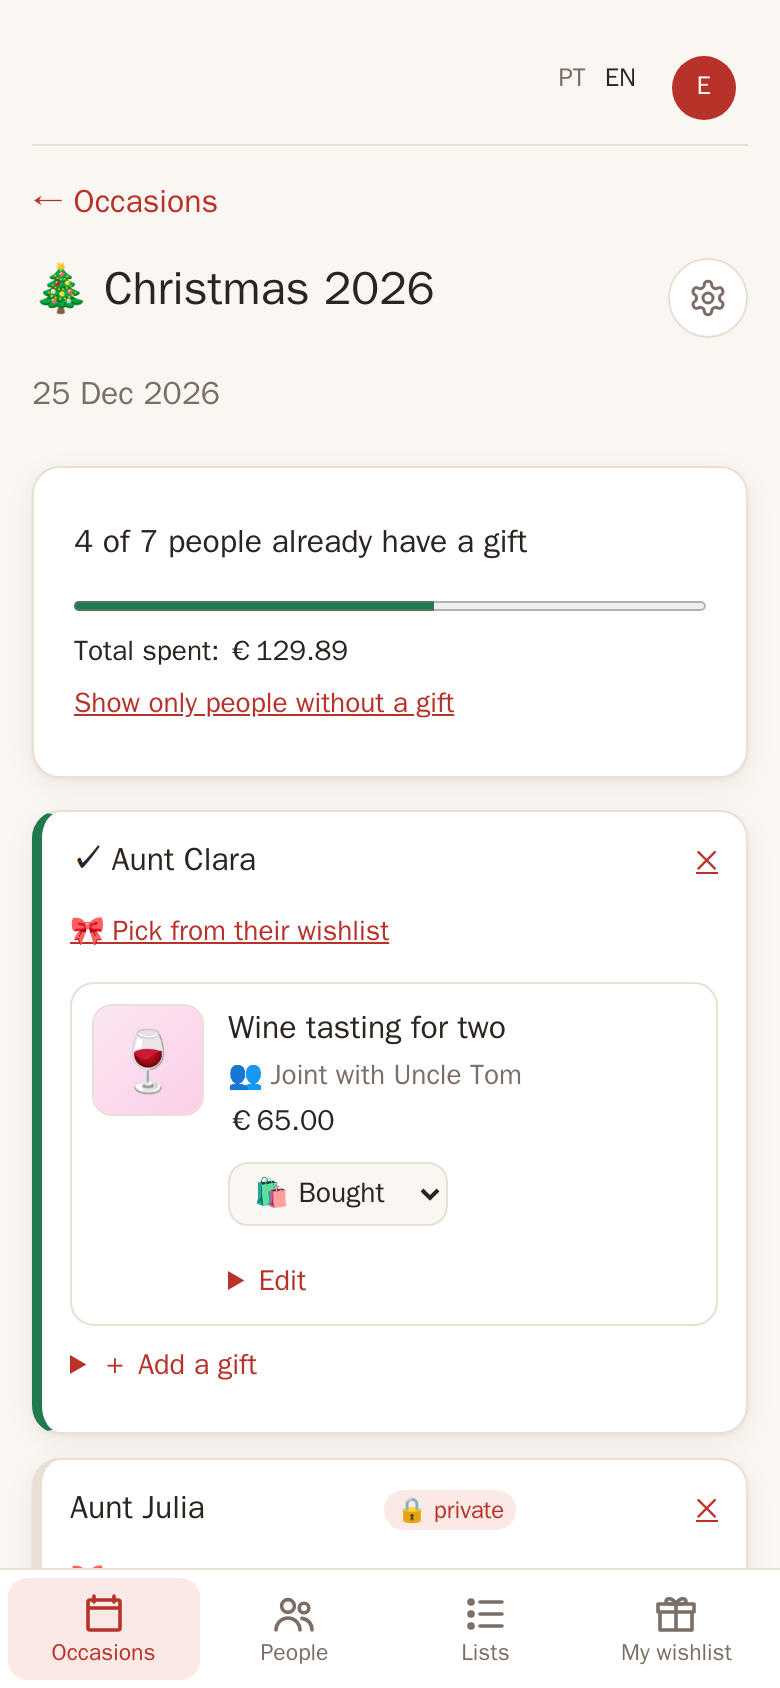 PT EN E
← Occasions
🎄 Christmas 2026
25 Dec 2026
4 of 7 people already have a gift
Total spent: € 129.89
Show only people without a gift
✓ Aunt Clara ×
🎀 Pick from their wishlist
Wine tasting for two
👥 Joint with Uncle Tom
€ 65.00
🛍️ Bought
▶ Edit
▶ + Add a gift
Aunt Julia 🔒 private ×
Occasions People Lists My wishlist